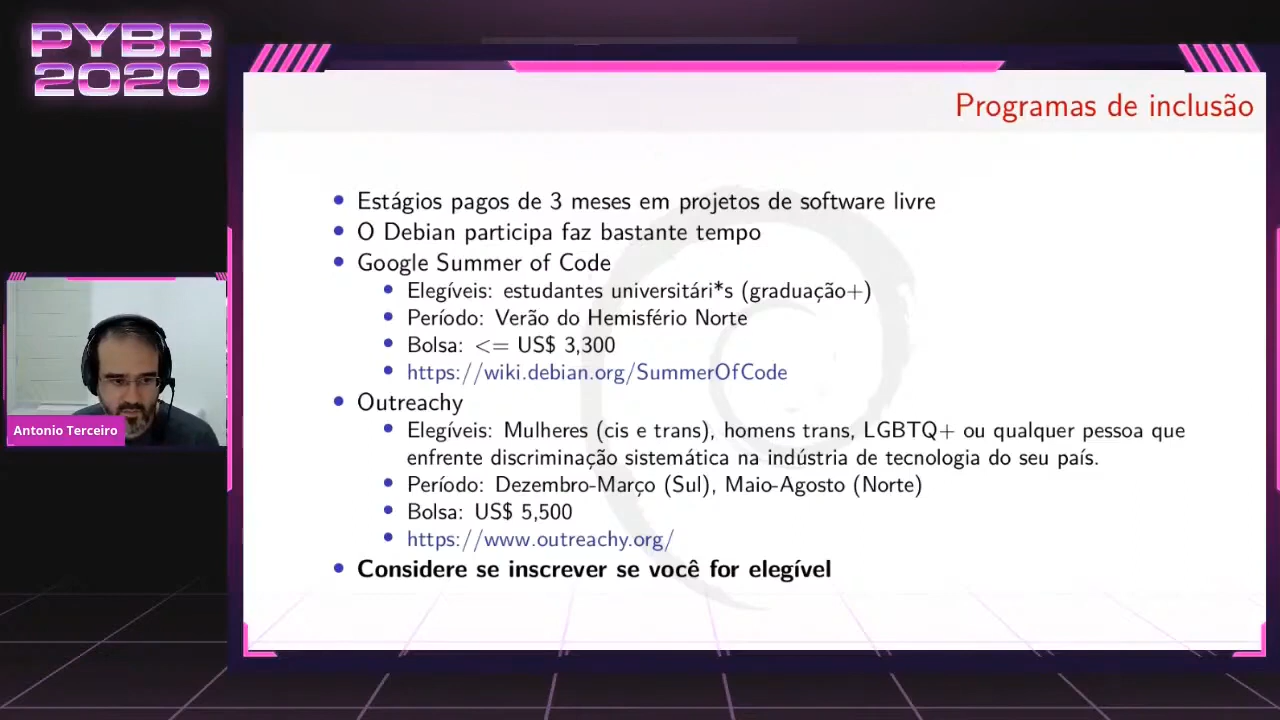 PYBR
2020
Programas de inclusão
Estágios pagos de 3 meses em projetos de software livre
O Debian participa faz bastante tempo
Google Summer of Code
Elegíveis: estudantes universitári*s (graduação+)
Período: Verão do Hemisfério Norte
Bolsa: <= US$ 3,300
https://wiki.debian.org/SummerOfCode
Outreachy
Elegíveis: Mulheres (cis e trans), homens trans, LGBTQ+ ou qualquer pessoa que
enfrente discriminação sistemática na indústria de tecnologia do seu país.
Período: Dezembro-Março (Sul), Maio-Agosto (Norte)
Bolsa: US$ 5,500
https://www.outreachy.org/
Considere se inscrever se você for elegível
Antonio Terceiro